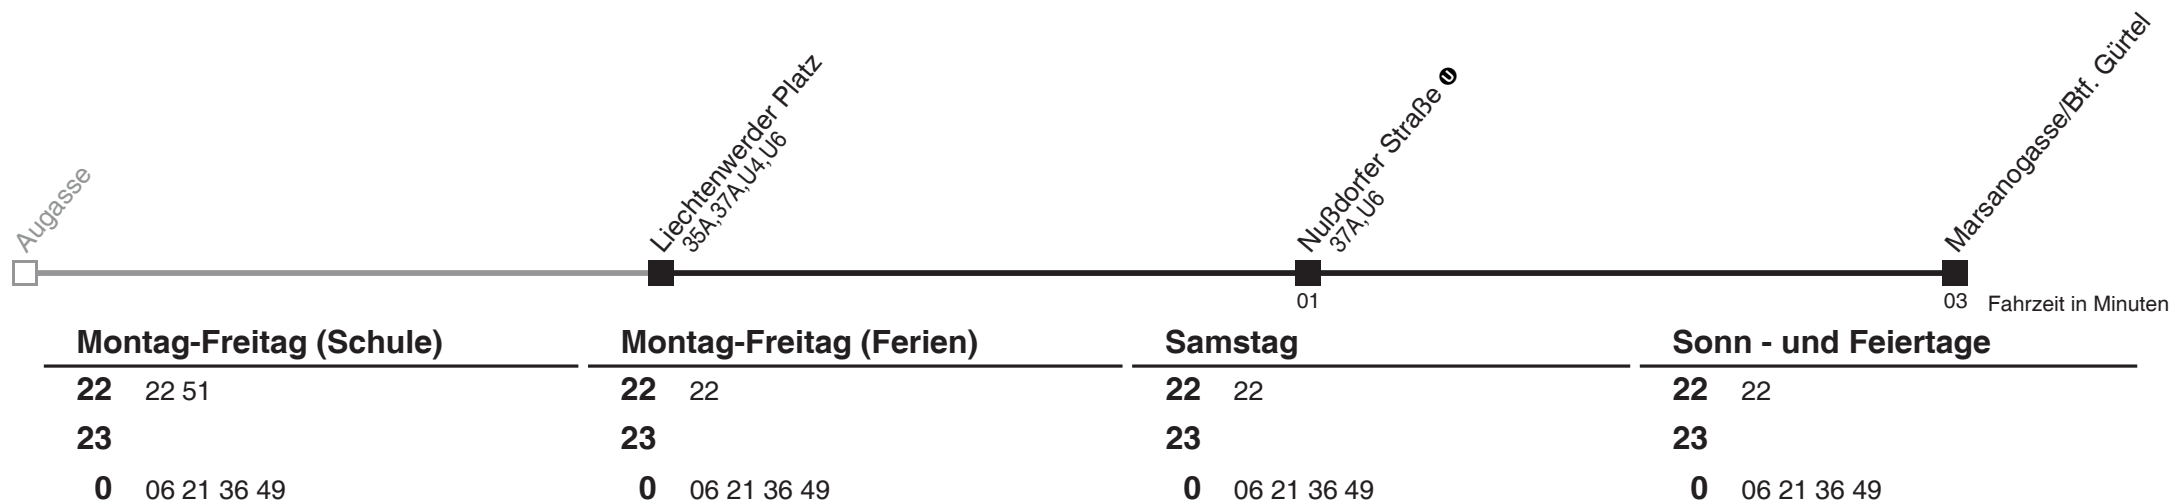 Augasse
Liechtenwerder Platz
35A,37A,U4,U6
Nußdorfer Straße U
37A,U6
Marsanogasse/Btf. Gürtel
01
03 Fahrzeit in Minuten
Montag-Freitag (Schule) Montag-Freitag (Ferien) Samstag Sonn - und Feiertage
22 22 51 22 22 22 22 22 22
23 23 23 23
0 06 21 36 49 0 06 21 36 49 0 06 21 36 49 0 06 21 36 49